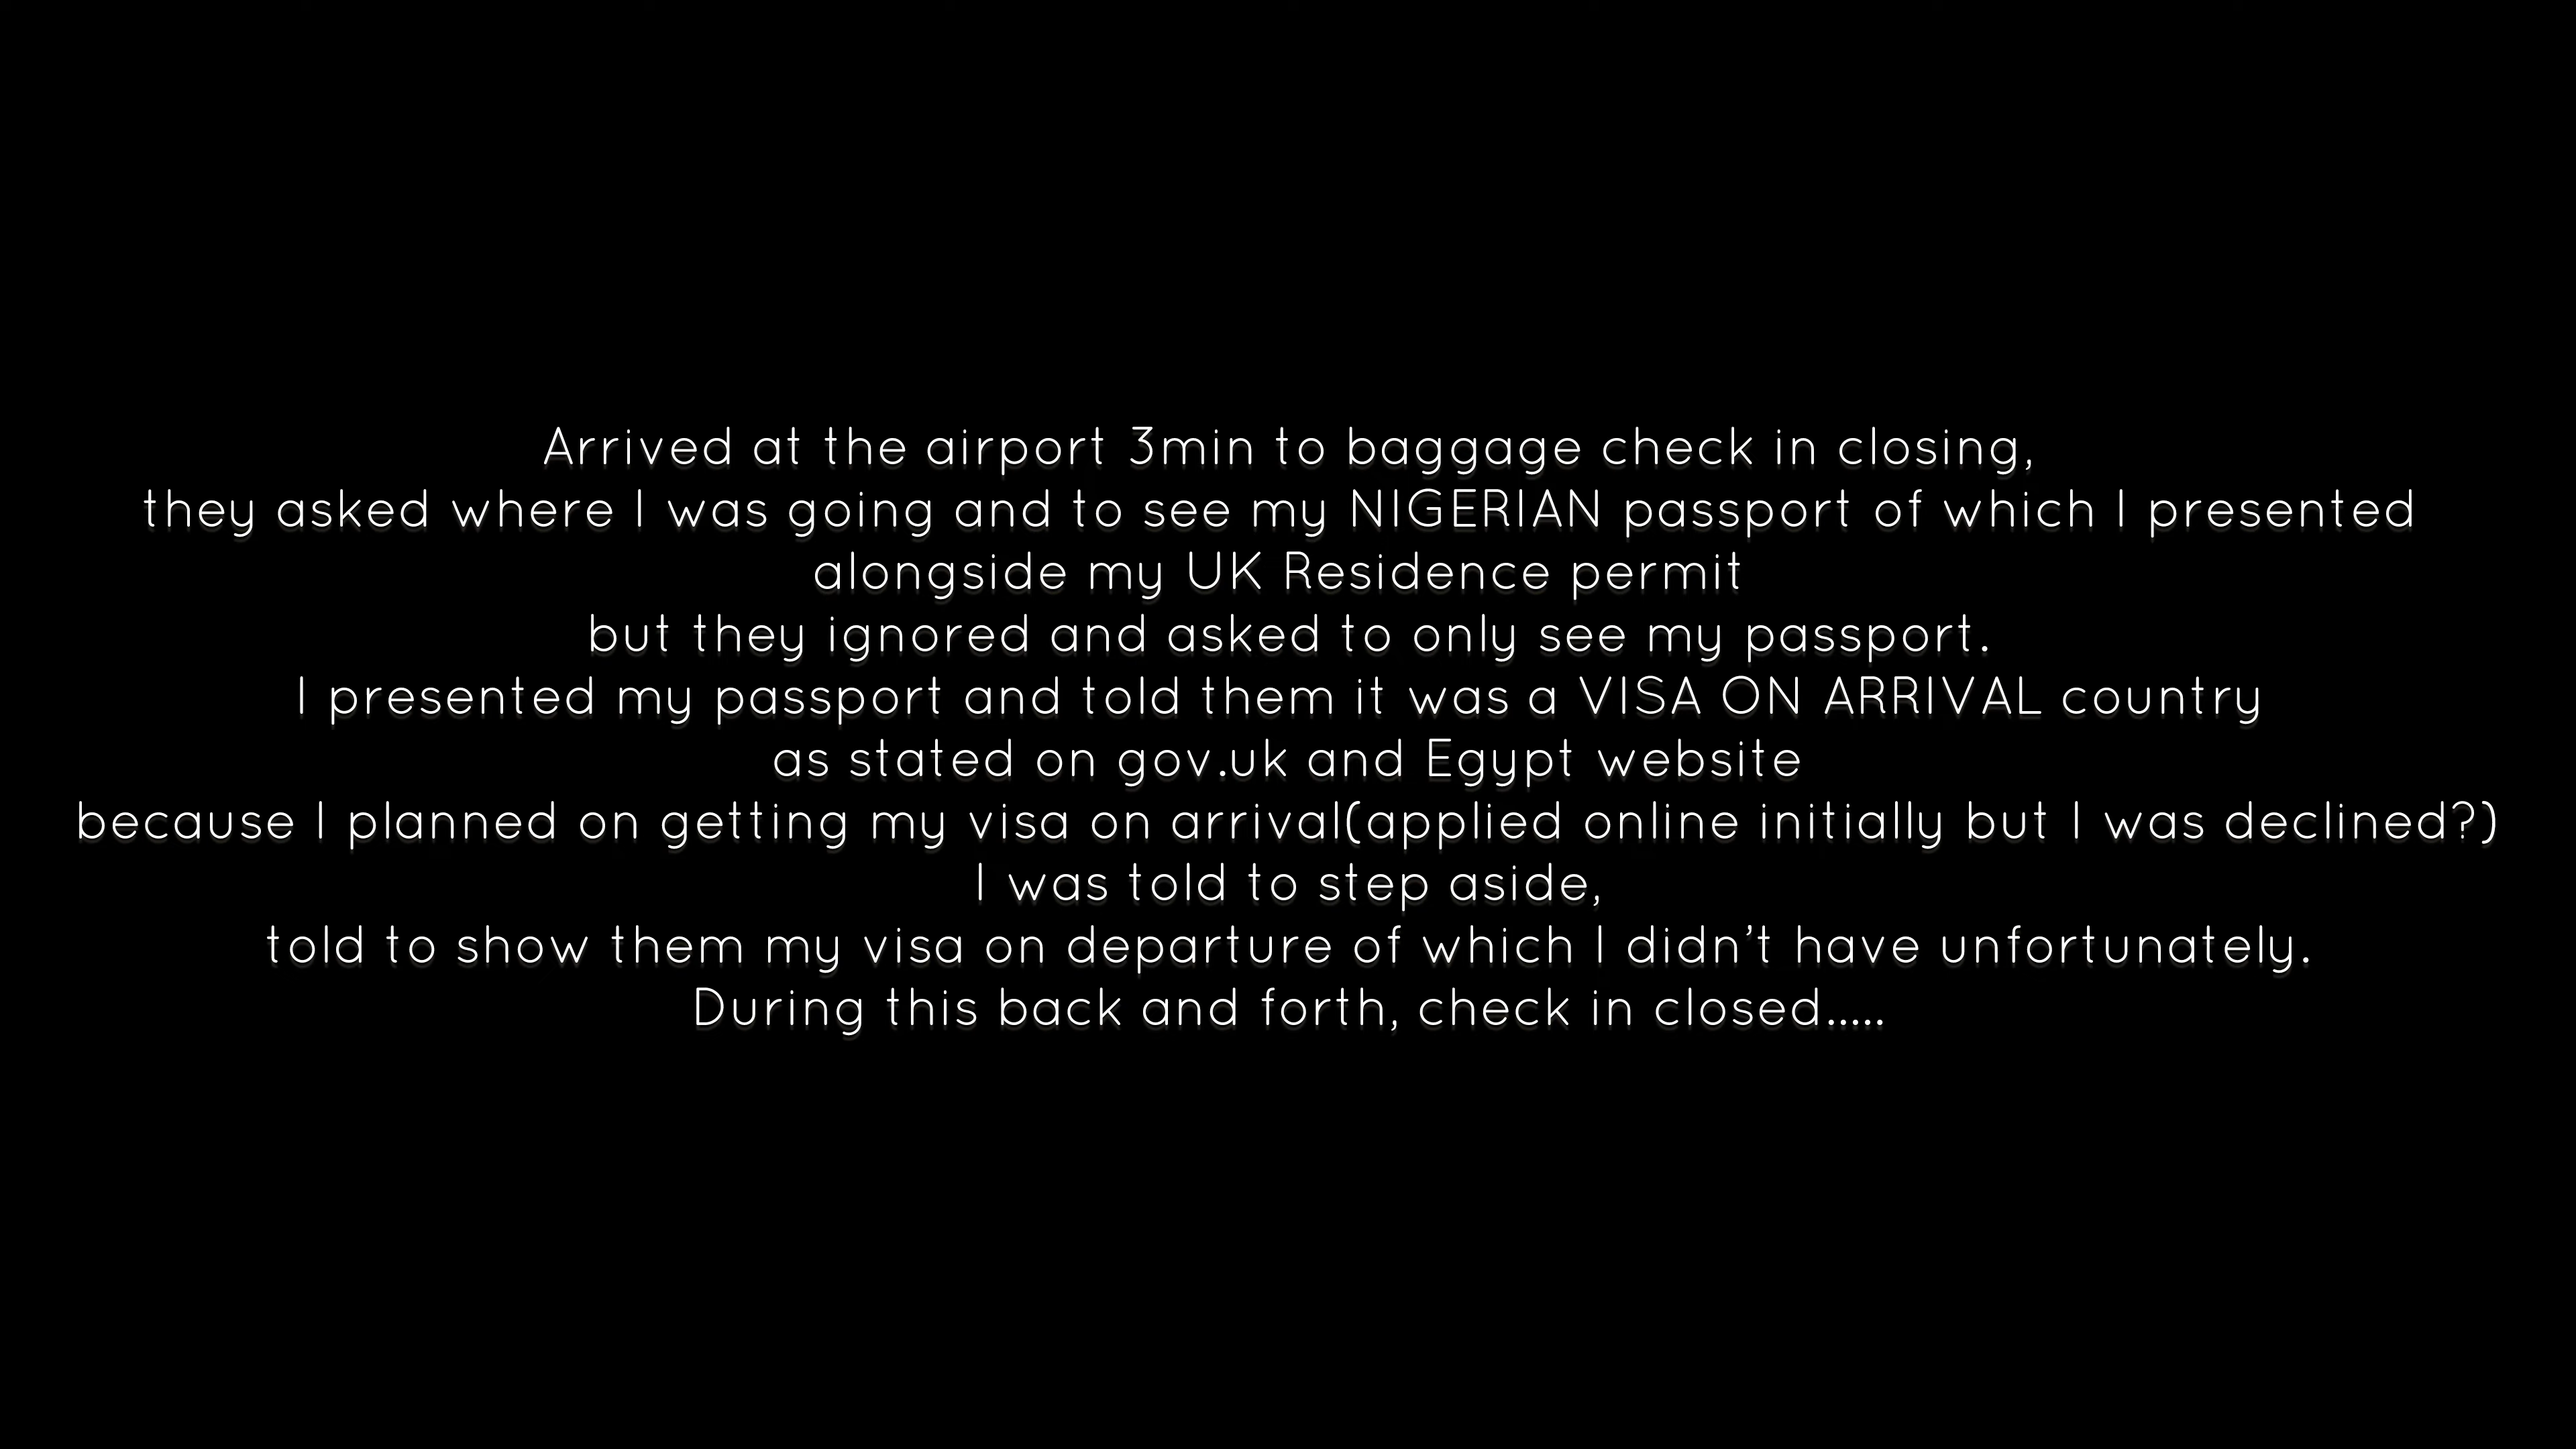 Arrived at the airport 3min to baggage check in closing,
they asked where I was going and to see my NIGERIAN passport of which I presented
alongside my UK Residence permit
but they ignored and asked to only see my passport.
I presented my passport and told them it was a VISA ON ARRIVAL country
as stated on gov.uk and Egypt website
because I planned on getting my visa on arrival(applied online initially but I was declined?)
I was told to step aside,
told to show them my visa on departure of which I didn't have unfortunately.
During this back and forth, check in closed.....